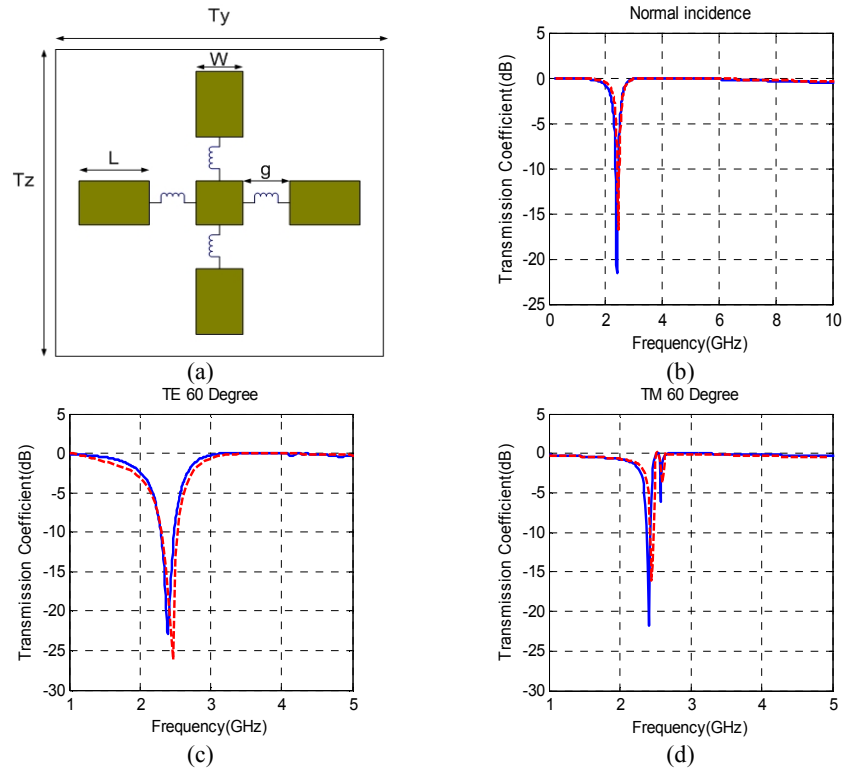 Ty
W
L
g
Tz
(a)
Normal incidence
Transmission Coefficient(dB)
5
0
-5
-10
-15
-20
-25
0
2
4
6
8
10
Frequency(GHz)
(b)
TE 60 Degree
Transmission Coefficient(dB)
5
0
-5
-10
-15
-20
-25
-30
1
2
3
4
5
Frequency(GHz)
(c)
TM 60 Degree
Transmission Coefficient(dB)
5
0
-5
-10
-15
-20
-25
-30
1
2
3
4
5
Frequency(GHz)
(d)